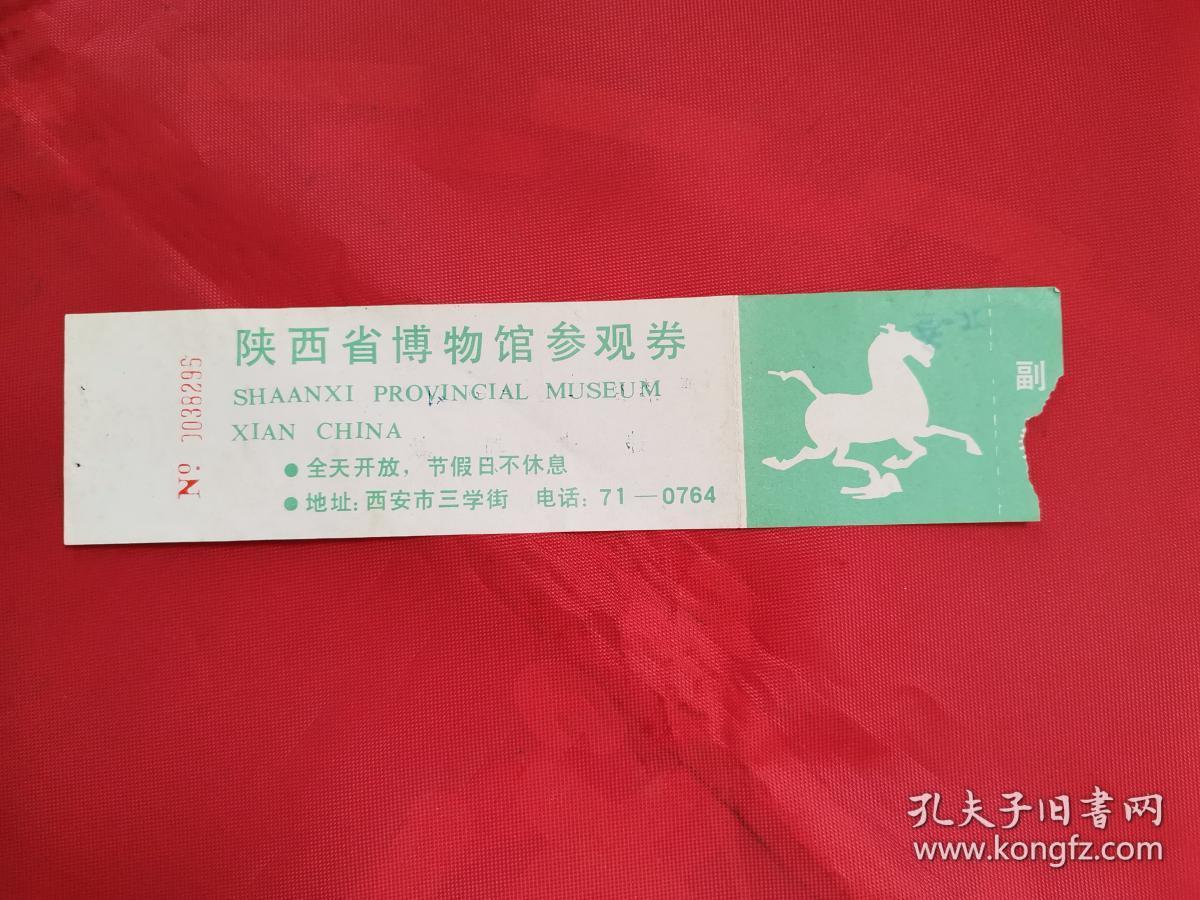 陕西省博物馆参观券
SHAANXI PROVINCIAL MUSEUM
XIAN CHINA
●全天开放，节假日不休息
●地址：西安市三学街 电话：71—0764
№ 0038296
副
孔夫子旧书网
www.kongfz.com